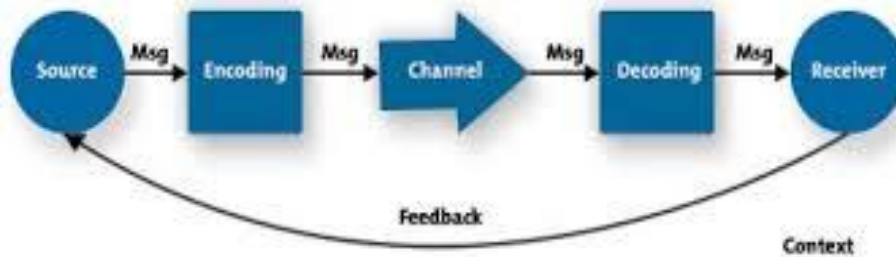 Msg
Msg
Msg
Msg
Source
Encoding
Channel
Decoding
Receiver
Feedback
Context